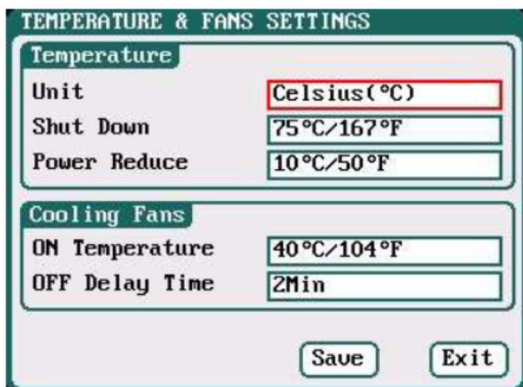 TEMPERATURE & FANS SETTINGS
Temperature
Unit Celsius(°C)
Shut Down 75°C/167°F
Power Reduce 10°C/50°F
Cooling Fans
ON Temperature 40°C/104°F
OFF Delay Time 2Min
Save Exit